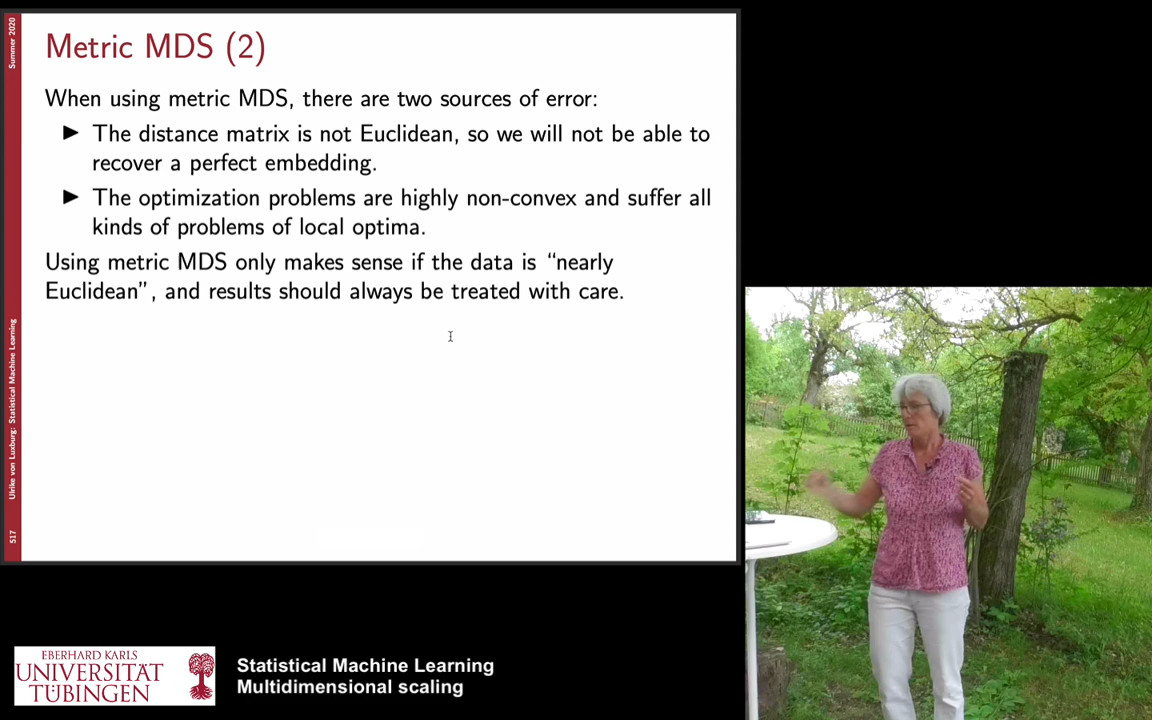 Summer 2020
Metric MDS (2)
When using metric MDS, there are two sources of error:
▶ The distance matrix is not Euclidean, so we will not be able to
recover a perfect embedding.
▶ The optimization problems are highly non-convex and suffer all
kinds of problems of local optima.
Using metric MDS only makes sense if the data is “nearly
Euclidean”, and results should always be treated with care.
Ulrike von Luxburg: Statistical Machine Learning
517
EBERHARD KARLS
UNIVERSITÄT
TÜBINGEN
Statistical Machine Learning
Multidimensional scaling